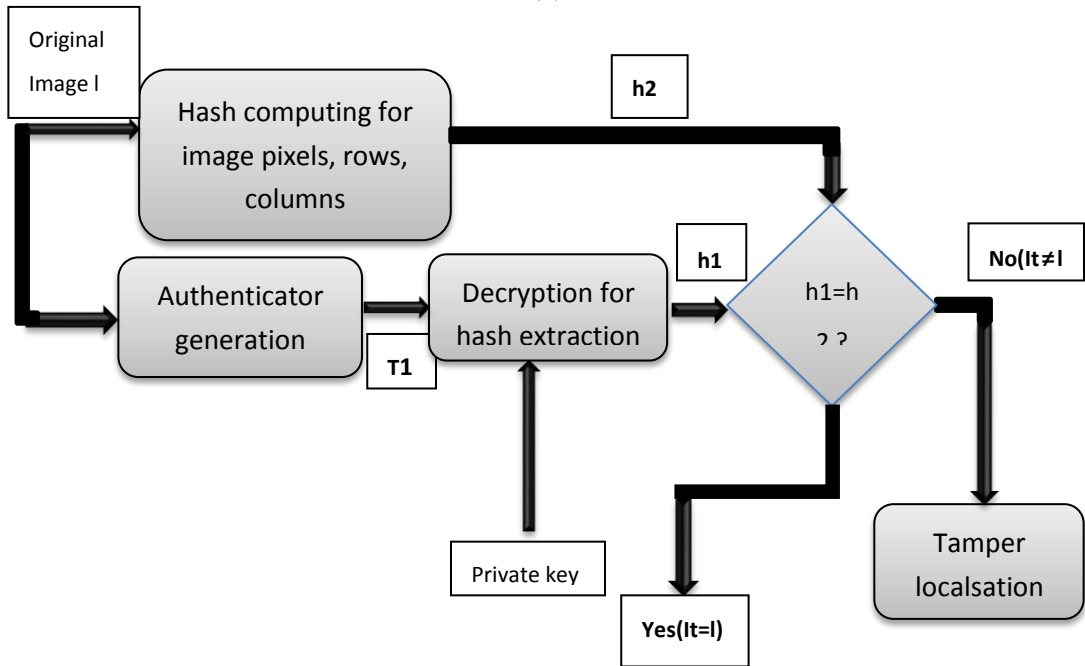 Original
Image l
Hash computing for
image pixels, rows,
columns
h2
Authenticator
generation
T1
Decryption for
hash extraction
h1
h1=h
2 ?
No(It≠l
Private key
Yes(It=l)
Tamper
localsation